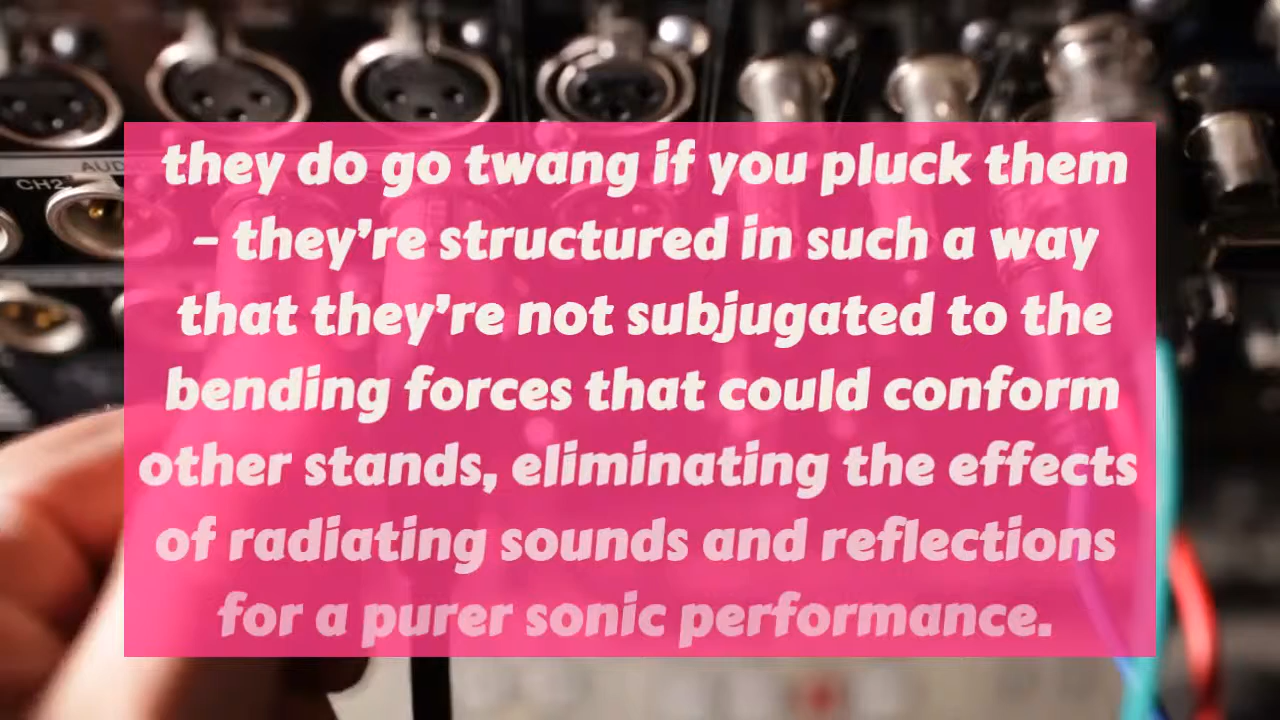 they do go twang if you pluck them
– they’re structured in such a way
that they’re not subjugated to the
bending forces that could conform
other stands, eliminating the effects
of radiating sounds and reflections
for a purer sonic performance.
CH2